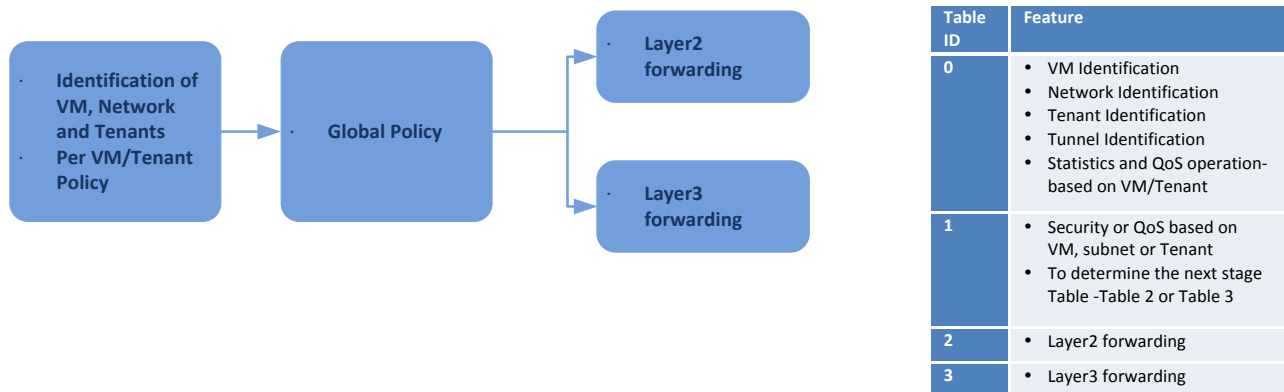 · Identification of
VM, Network
and Tenants
· Per VM/Tenant
Policy
· Global Policy
· Layer2
forwarding
· Layer3
forwarding
Table
ID
Feature
0
• VM Identification
• Network Identification
• Tenant Identification
• Tunnel Identification
• Statistics and QoS operation-
based on VM/Tenant
1
• Security or QoS based on
VM, subnet or Tenant
• To determine the next stage
Table -Table 2 or Table 3
2
• Layer2 forwarding
3
• Layer3 forwarding